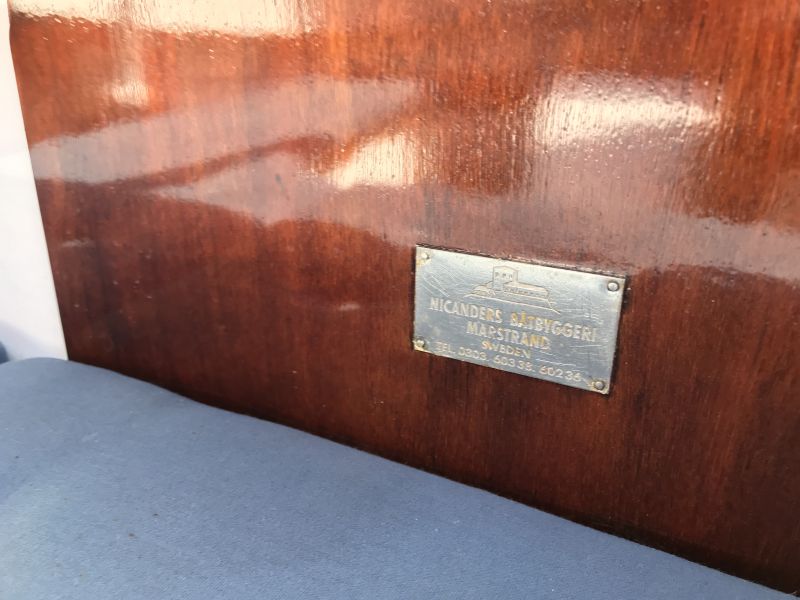 NICANDERS BÅTBYGGERI
MARSTRAND
SWEDEN
TEL. 0303. 60338. 60236